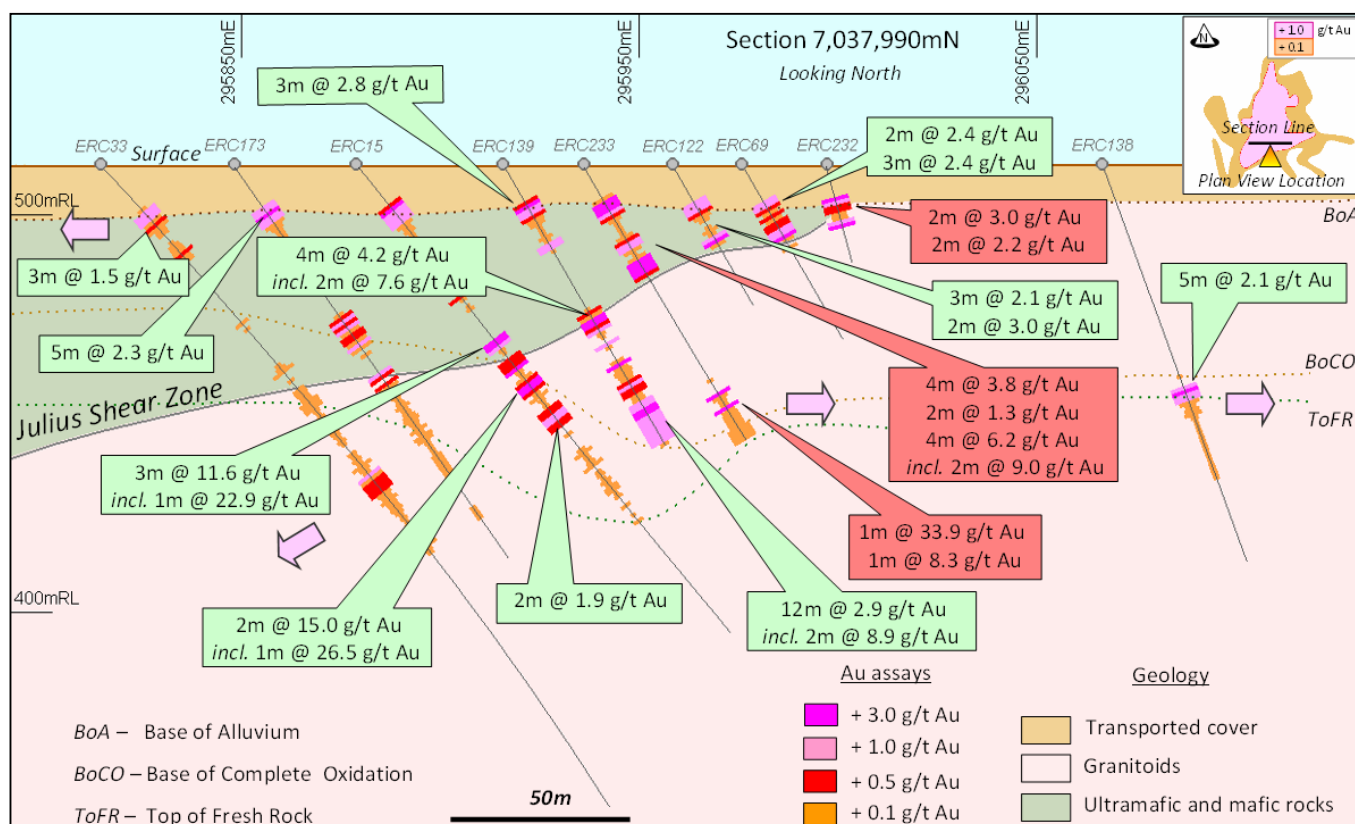 295850mE
295950mE
296050mE
Section 7,037,990mN
Looking North
N
+ 1.0 g/t Au
+ 0.1
Section Line
Plan View Location
3m @ 2.8 g/t Au
2m @ 2.4 g/t Au
3m @ 2.4 g/t Au
ERC33
Surface
ERC173
ERC15
ERC139
ERC233
ERC122
ERC69
ERC232
ERC138
500mRL
BoA
2m @ 3.0 g/t Au
2m @ 2.2 g/t Au
3m @ 1.5 g/t Au
4m @ 4.2 g/t Au
incl. 2m @ 7.6 g/t Au
5m @ 2.1 g/t Au
3m @ 2.1 g/t Au
2m @ 3.0 g/t Au
5m @ 2.3 g/t Au
BoCO
4m @ 3.8 g/t Au
2m @ 1.3 g/t Au
4m @ 6.2 g/t Au
incl. 2m @ 9.0 g/t Au
Julius Shear Zone
ToFR
3m @ 11.6 g/t Au
incl. 1m @ 22.9 g/t Au
1m @ 33.9 g/t Au
1m @ 8.3 g/t Au
400mRL
2m @ 1.9 g/t Au
12m @ 2.9 g/t Au
incl. 2m @ 8.9 g/t Au
2m @ 15.0 g/t Au
incl. 1m @ 26.5 g/t Au
Au assays
+ 3.0 g/t Au
+ 1.0 g/t Au
+ 0.5 g/t Au
+ 0.1 g/t Au
Geology
Transported cover
Granitoids
Ultramafic and mafic rocks
BoA – Base of Alluvium
BoCO – Base of Complete Oxidation
ToFR – Top of Fresh Rock
50m